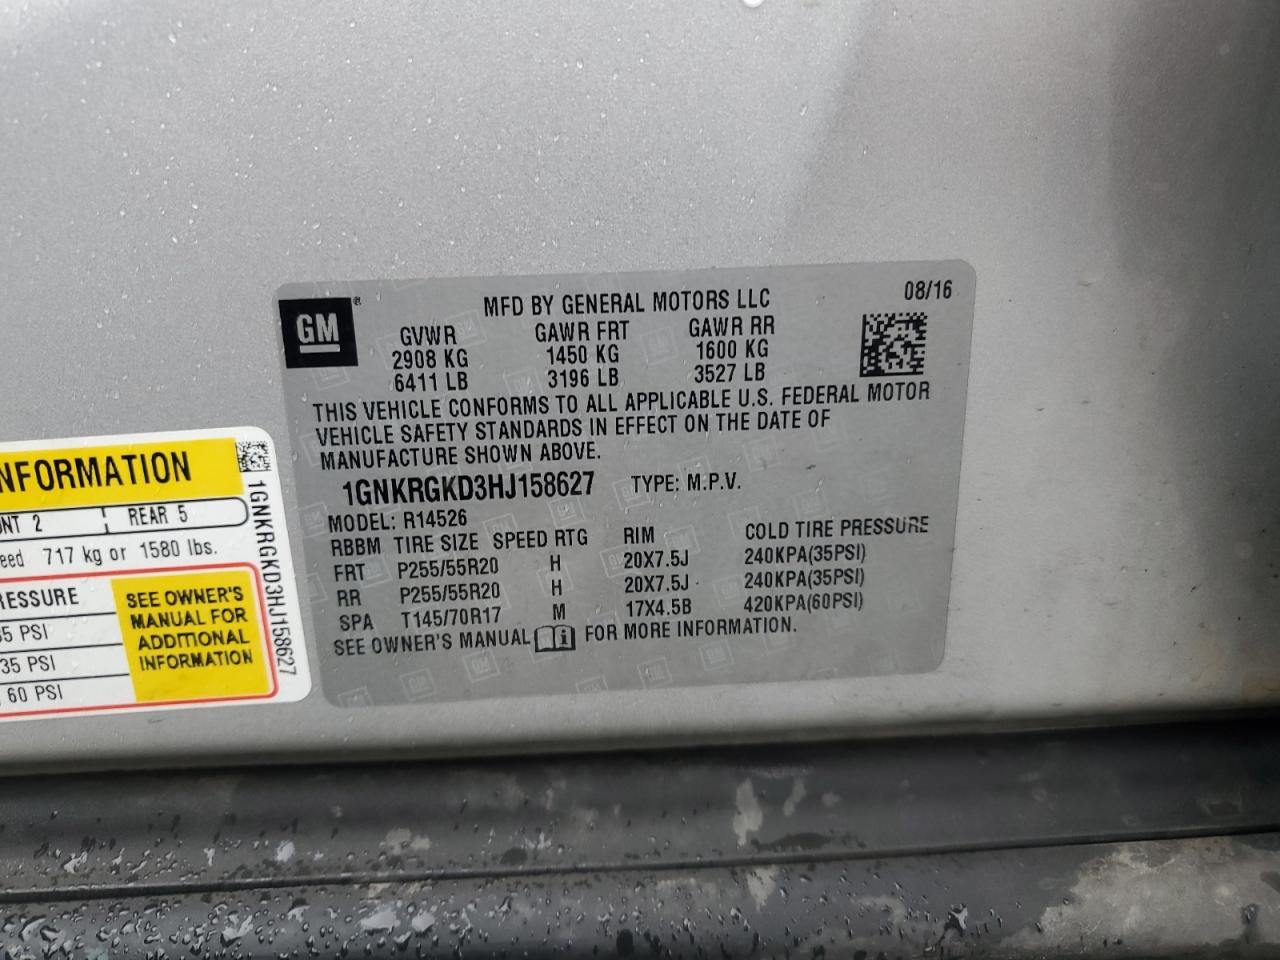 GM
MFD BY GENERAL MOTORS LLC 08/16
GVWR GAWR FRT GAWR RR
2908 KG 1450 KG 1600 KG
6411 LB 3196 LB 3527 LB
THIS VEHICLE CONFORMS TO ALL APPLICABLE U.S. FEDERAL MOTOR
VEHICLE SAFETY STANDARDS IN EFFECT ON THE DATE OF
MANUFACTURE SHOWN ABOVE.
1GNKRGKD3HJ158627 TYPE: M.P.V.
MODEL: R14526
RBBM TIRE SIZE SPEED RTG RIM COLD TIRE PRESSURE
FRT P255/55R20 H 20X7.5J 240KPA(35PSI)
RR P255/55R20 H 20X7.5J 240KPA(35PSI)
SPA T145/70R17 M 17X4.5B 420KPA(60PSI)
SEE OWNER'S MANUAL FOR MORE INFORMATION.
NFORMATION
NT 2 REAR 5
eed 717 kg or 1580 lbs.
RESSURE
35 PSI
35 PSI
60 PSI
SEE OWNER'S
MANUAL FOR
ADDITIONAL
INFORMATION
1GNKRGKD3HJ158627